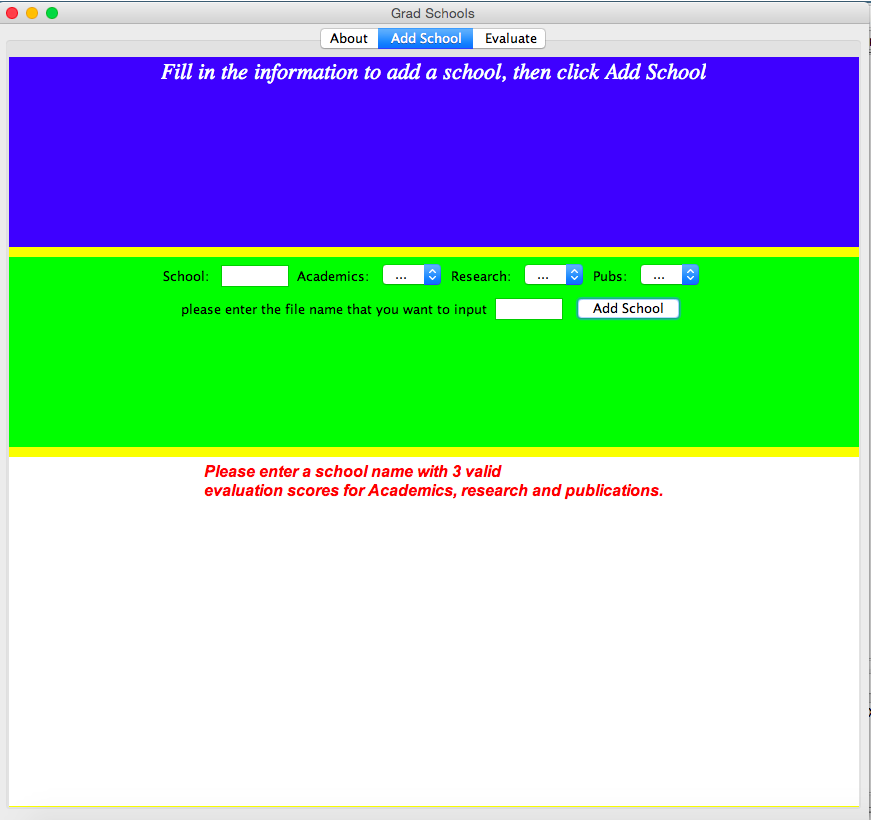 Grad Schools
About Add School Evaluate
Fill in the information to add a school, then click Add School
School: Academics: ... Research: ... Pubs: ...
please enter the file name that you want to input Add School
Please enter a school name with 3 valid
evaluation scores for Academics, research and publications.